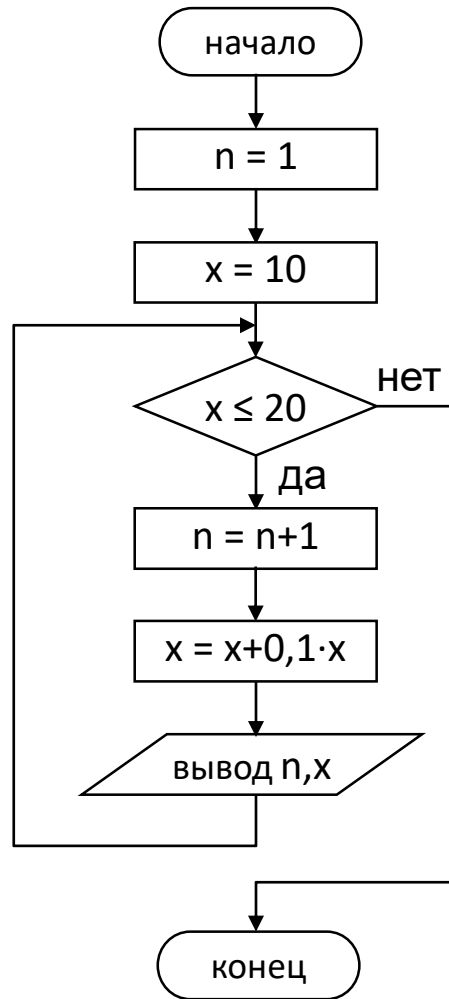 начало
n = 1
x = 10
x ≤ 20
нет
да
n = n+1
x = x+0,1·x
вывод n,x
конец